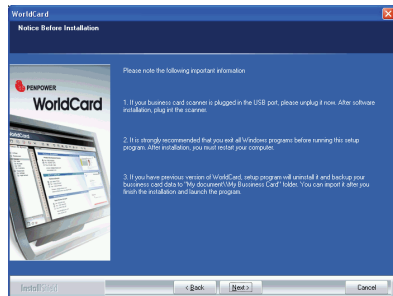 WorldCard
Notice Before Installation
PENPOWER
WorldCard
Please note the following important information
1. If your business card scanner is plugged in the USB port, please unplug it now. After software
installation, plug int the scanner.
2. It is strongly recommended that you exit all Windows programs before running this setup
program. After installation, you must restart your computer.
3. If you have previous version of WorldCard, setup program will uninstall it and backup your
bussiness card data to "My document\My Bussiness Card" folder. You can import it after you
finish the installation and launch the program.
InstallShield
< Back
Next >
Cancel